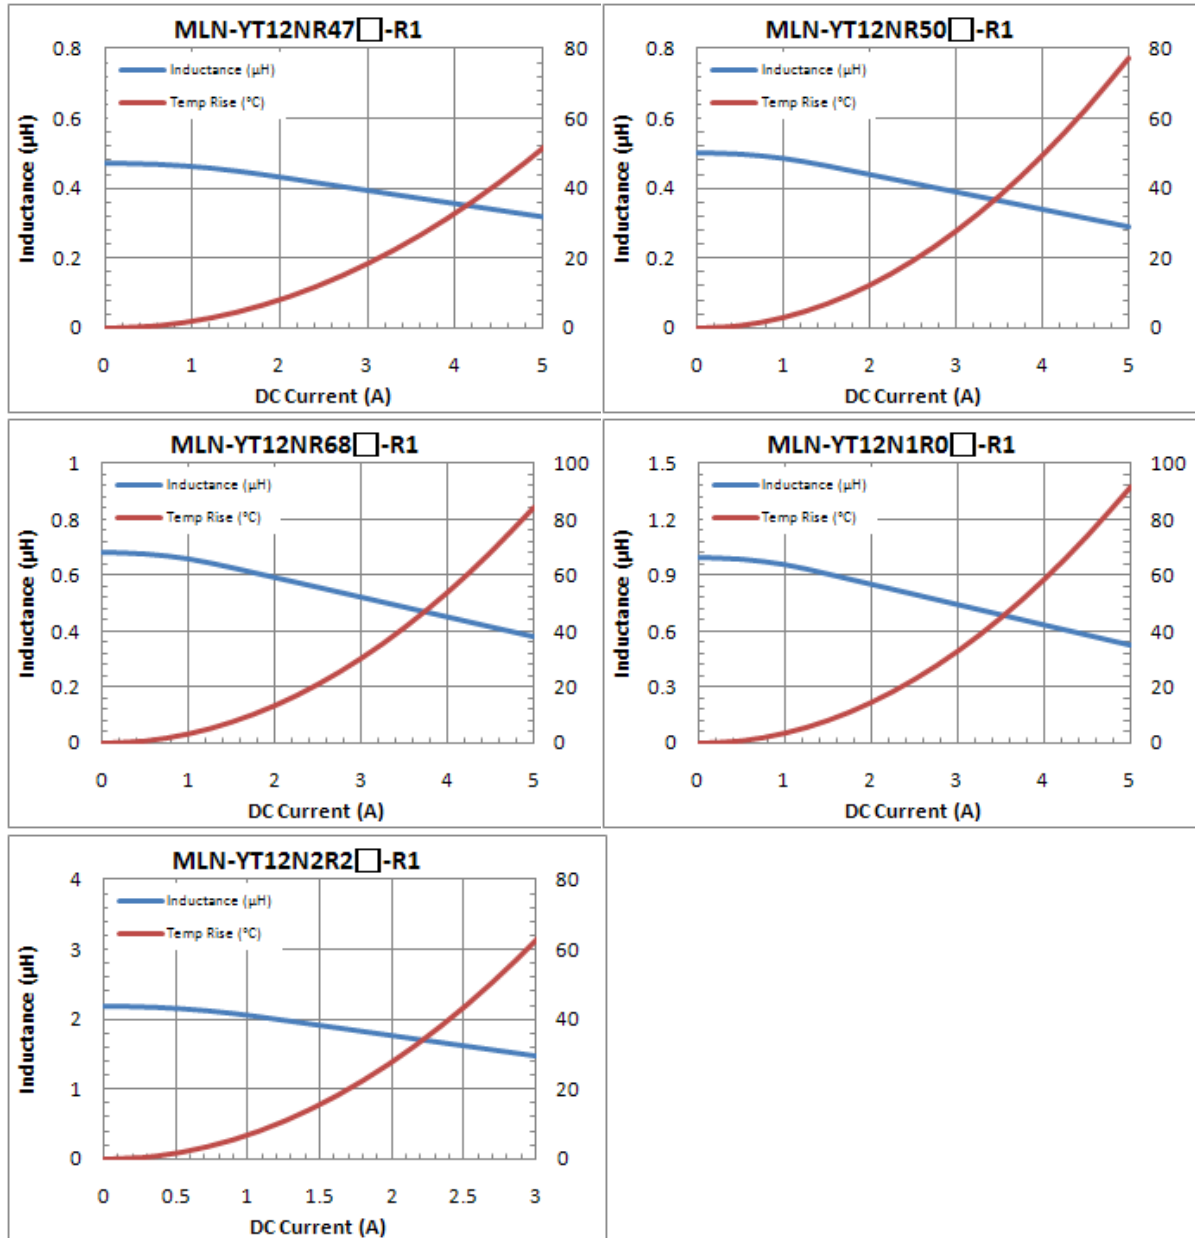 MLN-YT12NR47□-R1
0.8
0.6
0.4
0.2
0
80
60
40
20
0
Inductance (µH)
Temp Rise (°C)
Inductance (µH)
0 1 2 3 4 5
DC Current (A)
MLN-YT12NR50□-R1
0.8
0.6
0.4
0.2
0
80
60
40
20
0
Inductance (µH)
Temp Rise (°C)
Inductance (µH)
0 1 2 3 4 5
DC Current (A)
MLN-YT12NR68□-R1
1
0.8
0.6
0.4
0.2
0
100
80
60
40
20
0
Inductance (µH)
Temp Rise (°C)
Inductance (µH)
0 1 2 3 4 5
DC Current (A)
MLN-YT12N1R0□-R1
1.5
1.2
0.9
0.6
0.3
0
100
80
60
40
20
0
Inductance (µH)
Temp Rise (°C)
Inductance (µH)
0 1 2 3 4 5
DC Current (A)
MLN-YT12N2R2□-R1
4
3
2
1
0
80
60
40
20
0
Inductance (µH)
Temp Rise (°C)
Inductance (µH)
0 0.5 1 1.5 2 2.5 3
DC Current (A)